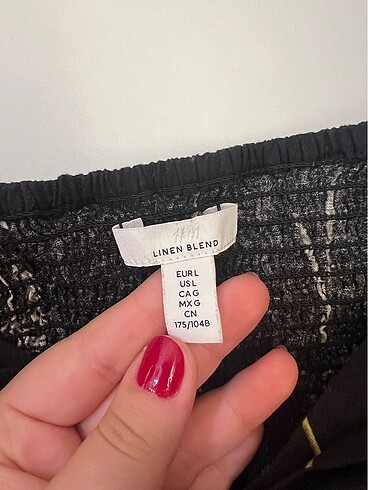 H&M
LINEN BLEND
EUR L
US L
CA G
MX G
CN
175/104B